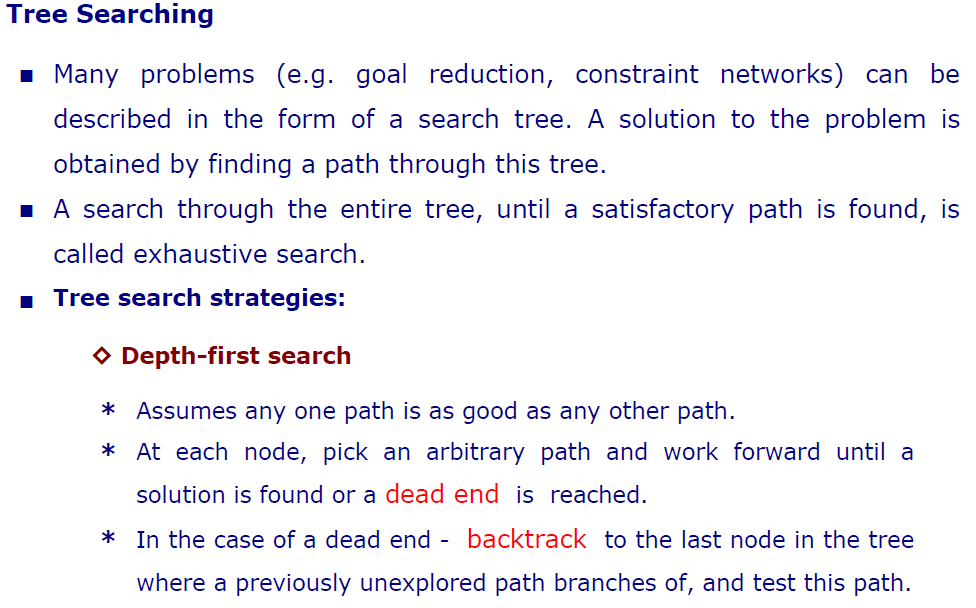 Tree Searching
▪ Many problems (e.g. goal reduction, constraint networks) can be
described in the form of a search tree. A solution to the problem is
obtained by finding a path through this tree.
▪ A search through the entire tree, until a satisfactory path is found, is
called exhaustive search.
▪ Tree search strategies:
◇ Depth-first search
* Assumes any one path is as good as any other path.
* At each node, pick an arbitrary path and work forward until a
solution is found or a dead end is reached.
* In the case of a dead end - backtrack to the last node in the tree
where a previously unexplored path branches of, and test this path.